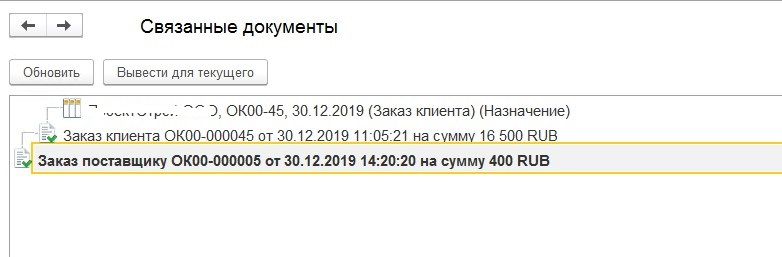 Связанные документы
Обновить
Вывести для текущего
, ОК00-45, 30.12.2019 (Заказ клиента) (Назначение)
Заказ клиента ОК00-000045 от 30.12.2019 11:05:21 на сумму 16 500 RUB
Заказ поставщику ОК00-000005 от 30.12.2019 14:20:20 на сумму 400 RUB